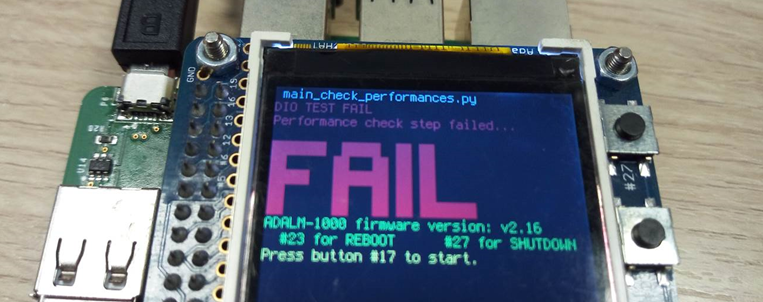 GND
15
16
13
12
main_check_performances.py
DIO TEST FAIL
Performance check step failed...
FAIL
ADALM-1000 firmware version: v2.16
#23 for REBOOT #27 for SHUTDOWN
Press button #17 to start.
#27